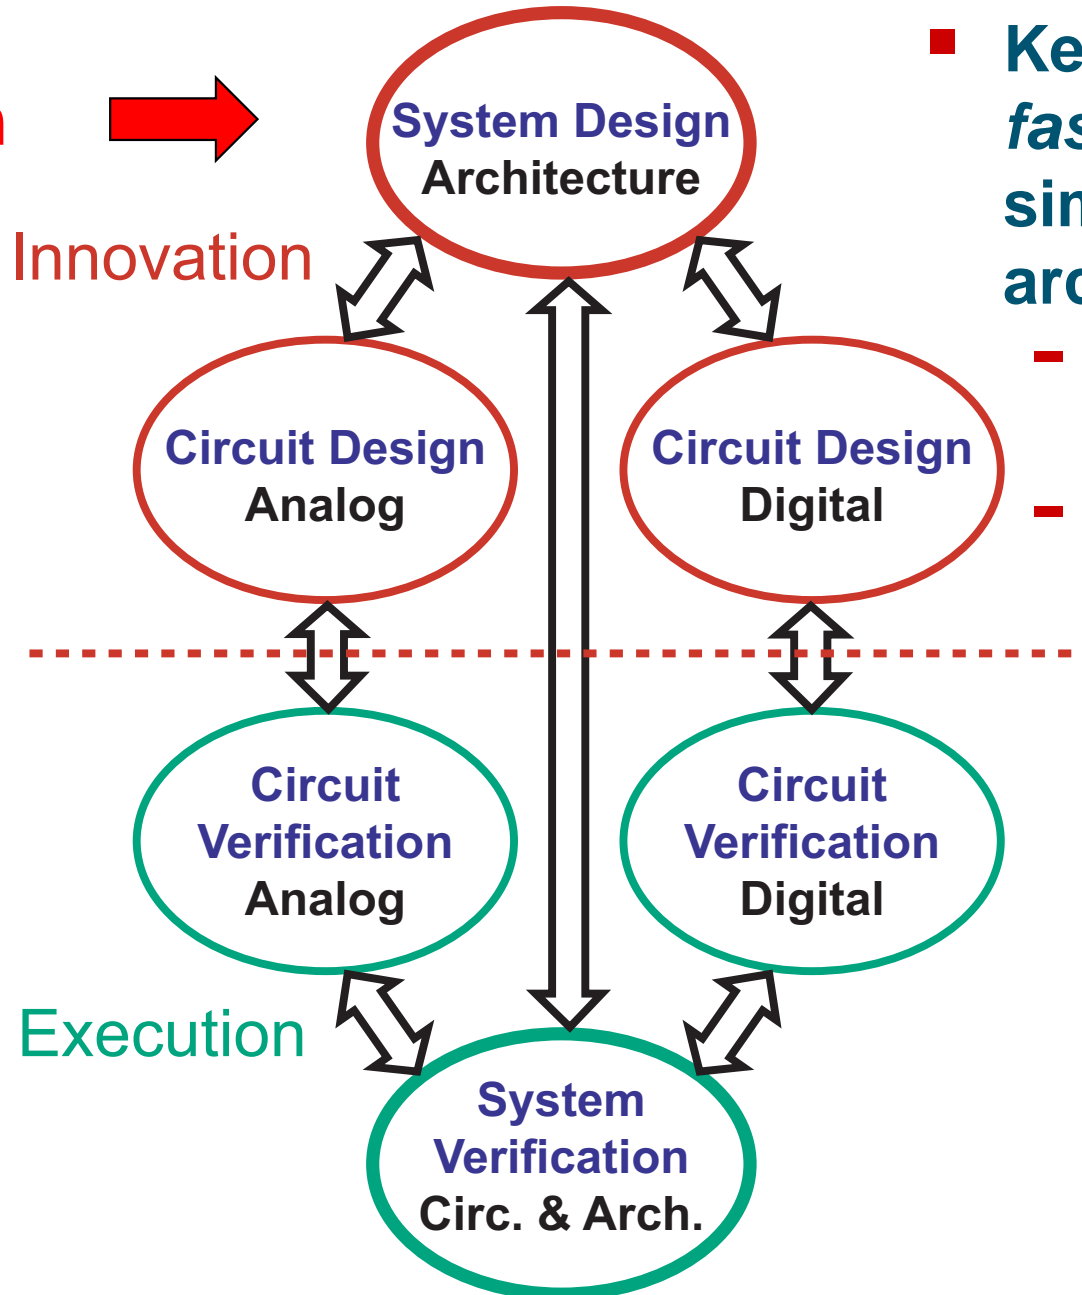 System Design
Architecture
Innovation
Circuit Design
Analog
Circuit Design
Digital
Circuit
Verification
Analog
Circuit
Verification
Digital
Execution
System
Verification
Circ. & Arch.